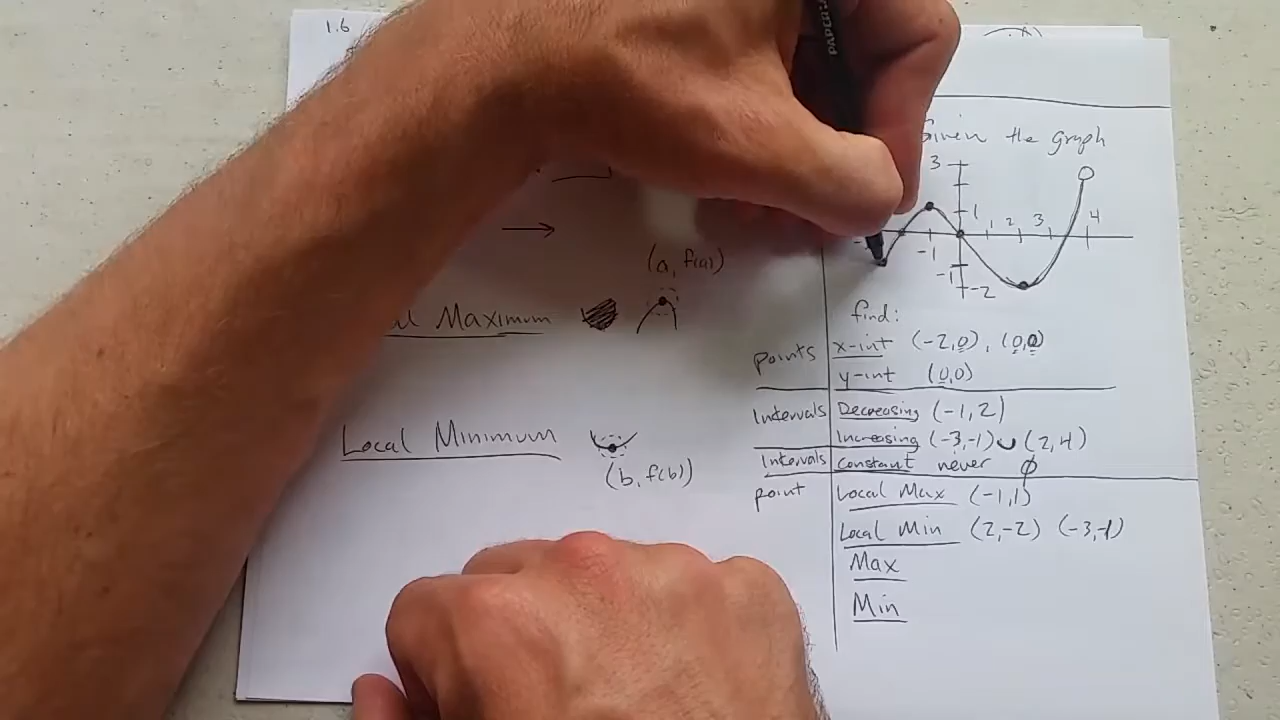 1.6
Given the graph
3
1
1 2 3 4
-1
-1
-2
(a, f(a))
Maximum
Local Minimum
(b, f(b))
find:
points x-int (-2,0), (0,0)
y-int (0,0)
Intervals Decreasing (-1,2)
Increasing (-3,-1)∪(2,4)
Intervals constant never ∅
point Local Max (-1,1)
Local Min (2,-2) (-3,-1)
Max
Min